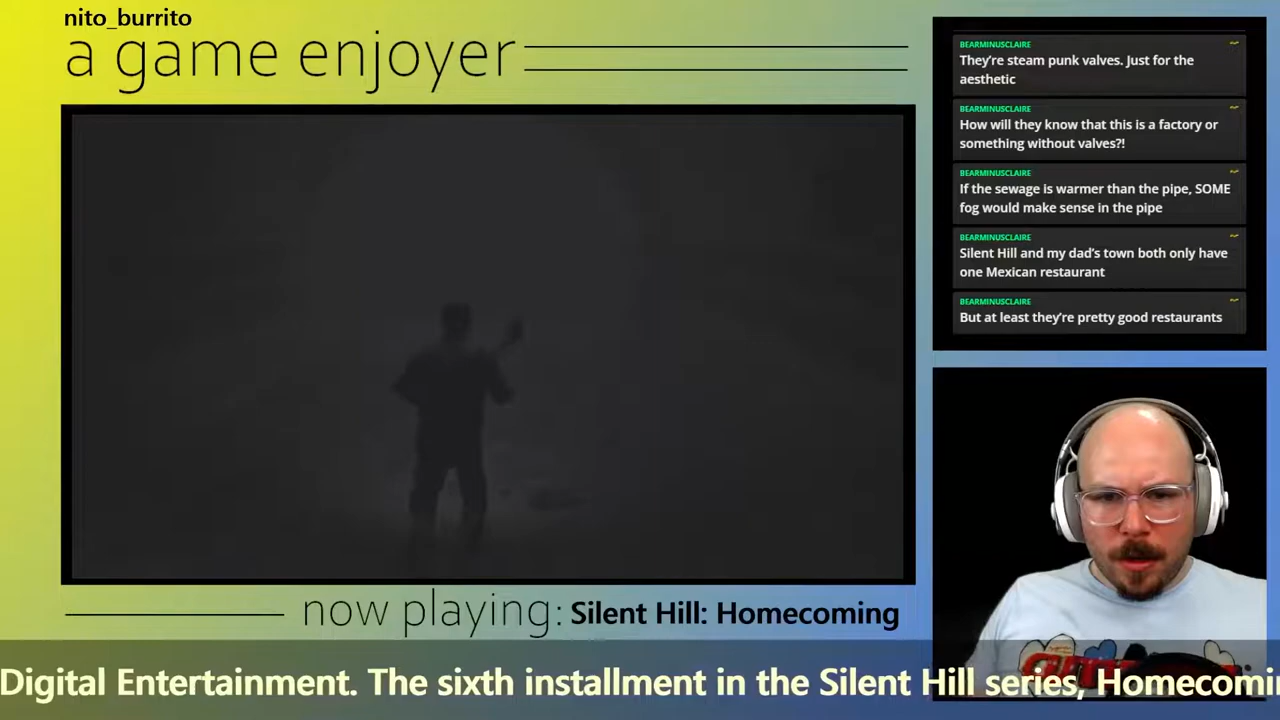 nito_burrito
a game enjoyer
BEARMINUSCLAIRE
They're steam punk valves. Just for the
aesthetic
BEARMINUSCLAIRE
How will they know that this is a factory or
something without valves?!
BEARMINUSCLAIRE
If the sewage is warmer than the pipe, SOME
fog would make sense in the pipe
BEARMINUSCLAIRE
Silent Hill and my dad's town both only have
one Mexican restaurant
BEARMINUSCLAIRE
But at least they're pretty good restaurants
now playing: Silent Hill: Homecoming
Digital Entertainment. The sixth installment in the Silent Hill series, Homecomin